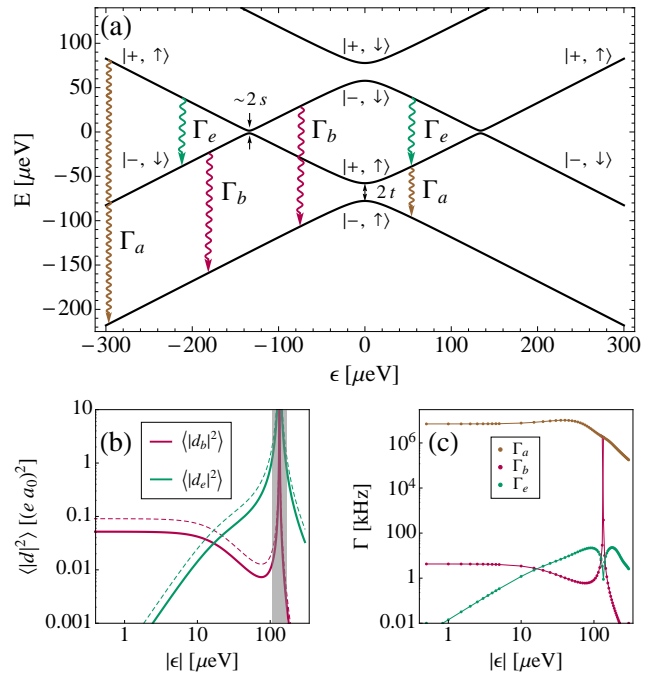 (a)
|+, ↓⟩
|+, ↑⟩
|−, ↓⟩
|+, ↑⟩
~2 s
Γe
Γb
Γe
|−, ↓⟩
|+, ↑⟩
|−, ↓⟩
Γb
2 t
Γa
|−, ↑⟩
Γa
E [μeV]
100
50
0
−50
−100
−150
−200
−300
−200
−100
0
100
200
300
ϵ [μeV]
(b)
⟨|d_b|²⟩
⟨|d_e|²⟩
⟨|d|²⟩ [(e a₀)²]
10
1
0.1
0.01
0.001
1
10
100
|ϵ| [μeV]
(c)
Γa
Γb
Γe
Γ [kHz]
10⁶
10⁴
100
1
0.01
1
10
100
|ϵ| [μeV]